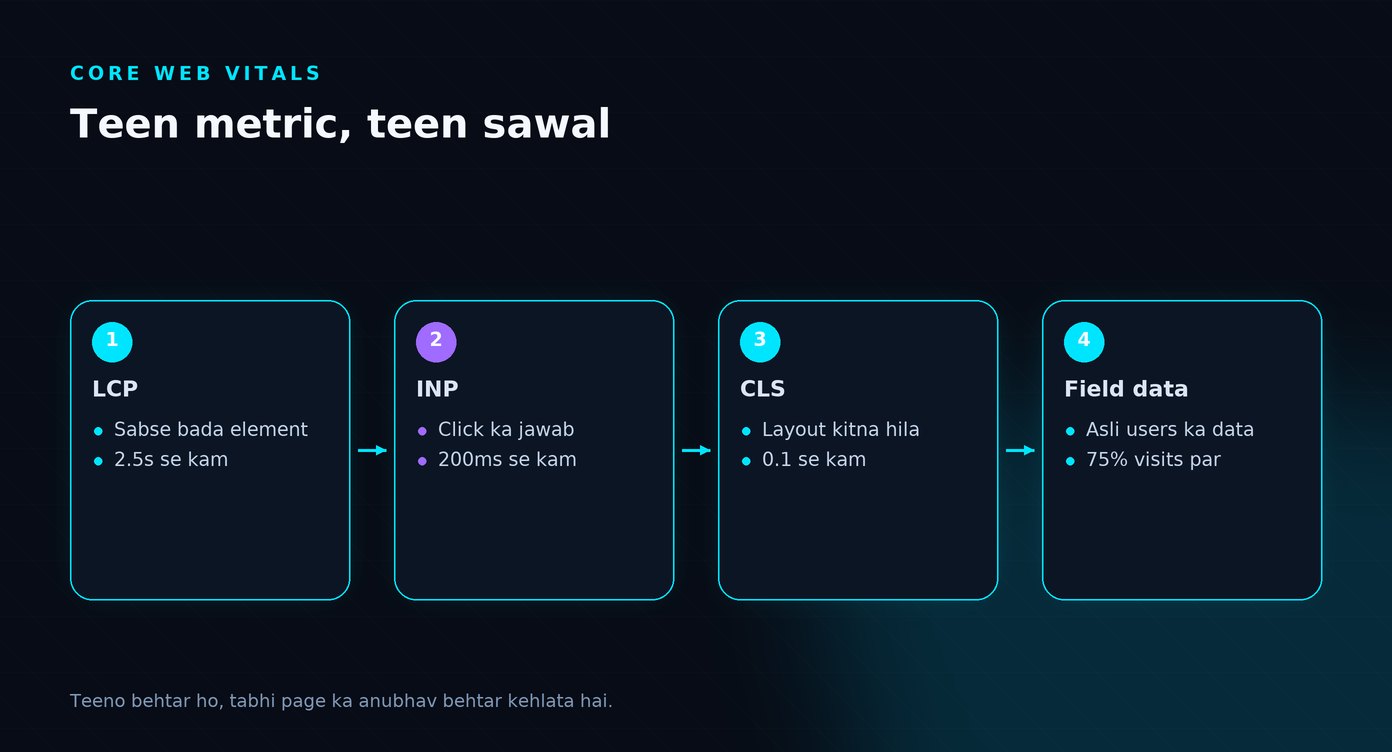 CORE WEB VITALS
Teen metric, teen sawal
1
LCP
Sabse bada element
2.5s se kam
2
INP
Click ka jawab
200ms se kam
3
CLS
Layout kitna hila
0.1 se kam
4
Field data
Asli users ka data
75% visits par
Teeno behtar ho, tabhi page ka anubhav behtar kehlata hai.